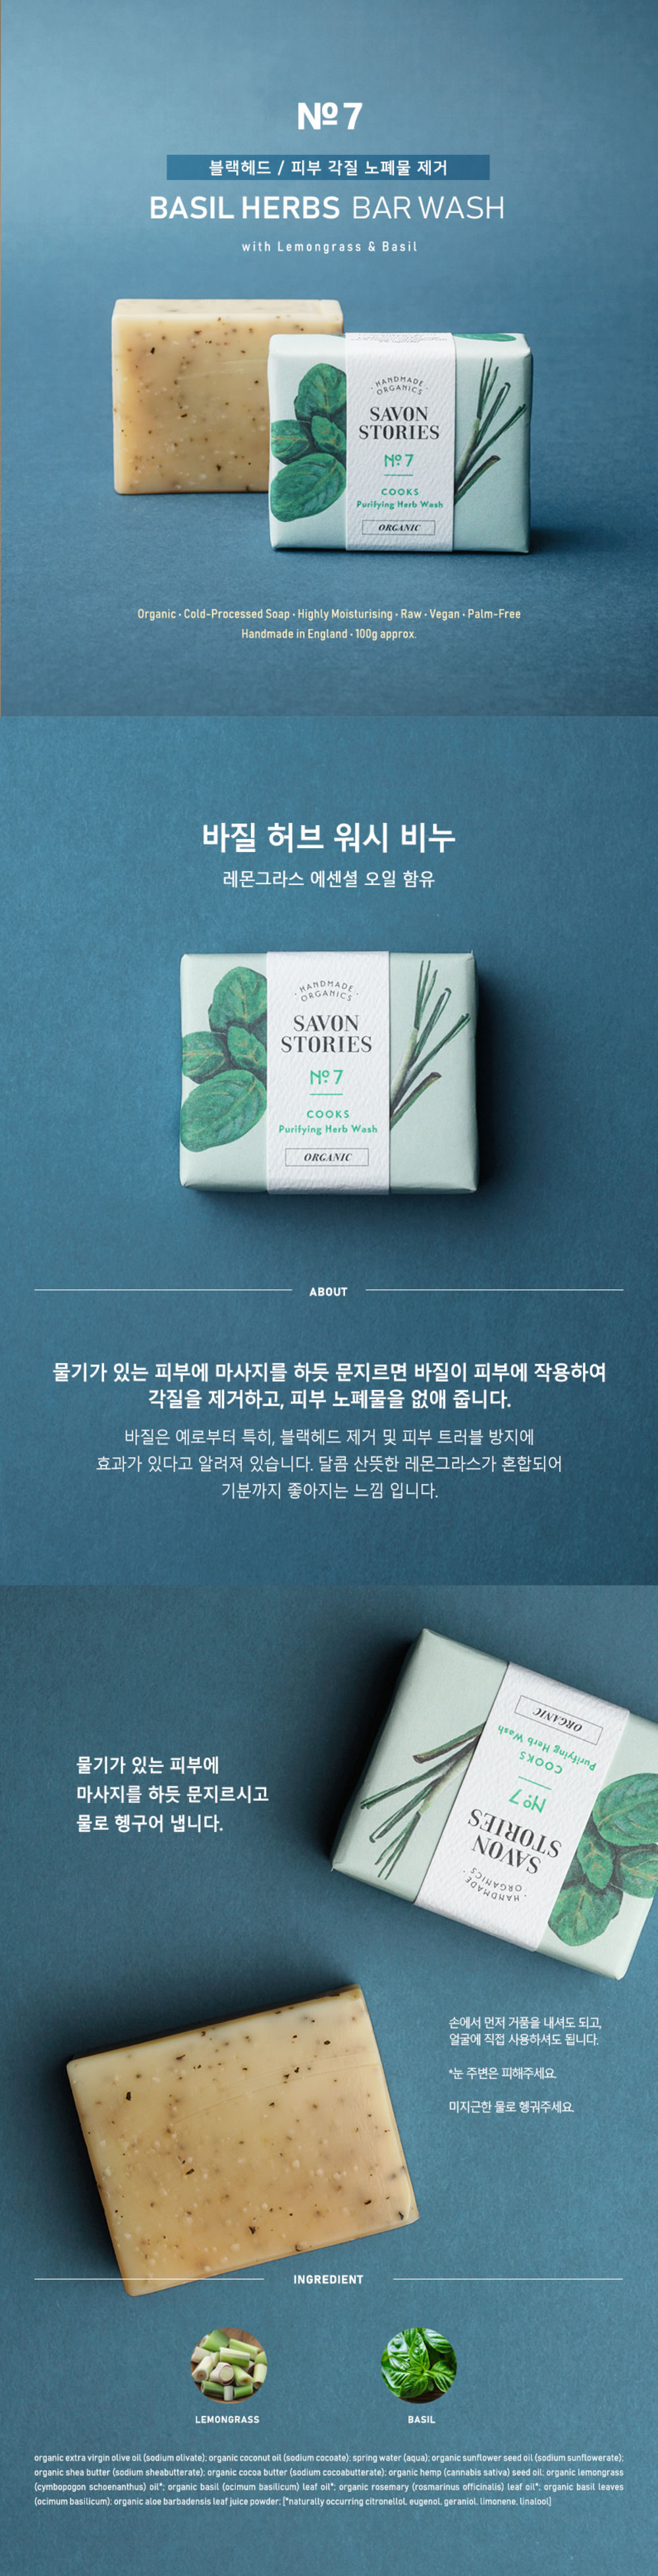 №7
블랙헤드 / 피부 각질 노폐물 제거
BASIL HERBS BAR WASH
with Lemongrass & Basil
· HANDMADE ·
ORGANICS
SAVON
STORIES
№7
COOKS
Purifying Herb Wash
ORGANIC
Organic · Cold-Processed Soap · Highly Moisturising · Raw · Vegan · Palm-Free
Handmade in England · 100g approx.
바질 허브 워시 비누
레몬그라스 에센셜 오일 함유
· HANDMADE ·
ORGANICS
SAVON
STORIES
№7
COOKS
Purifying Herb Wash
ORGANIC
ABOUT
물기가 있는 피부에 마사지를 하듯 문지르면 바질이 피부에 작용하여
각질을 제거하고, 피부 노폐물을 없애 줍니다.
바질은 예로부터 특히, 블랙헤드 제거 및 피부 트러블 방지에
효과가 있다고 알려져 있습니다. 달콤 산뜻한 레몬그라스가 혼합되어
기분까지 좋아지는 느낌 입니다.
물기가 있는 피부에
마사지를 하듯 문지르시고
물로 헹구어 냅니다.
· HANDMADE ·
ORGANICS
SAVON
STORIES
№7
COOKS
Purifying Herb Wash
ORGANIC
손에서 먼저 거품을 내셔도 되고,
얼굴에 직접 사용하셔도 됩니다.
*눈 주변은 피해주세요.
미지근한 물로 헹궈주세요.
INGREDIENT
LEMONGRASS
BASIL
organic extra virgin olive oil (sodium olivate); organic coconut oil (sodium cocoate); spring water (aqua); organic sunflower seed oil (sodium sunflowerate);
organic shea butter (sodium sheabutterate); organic cocoa butter (sodium cocoabutterate); organic hemp (cannabis sativa) seed oil; organic lemongrass
(cymbopogon schoenanthus) oil*; organic basil (ocimum basilicum) leaf oil*; organic rosemary (rosmarinus officinalis) leaf oil*; organic basil leaves
(ocimum basilicum); organic aloe barbadensis leaf juice powder; [*naturally occurring citronellol, eugenol, geraniol, limonene, linalool]